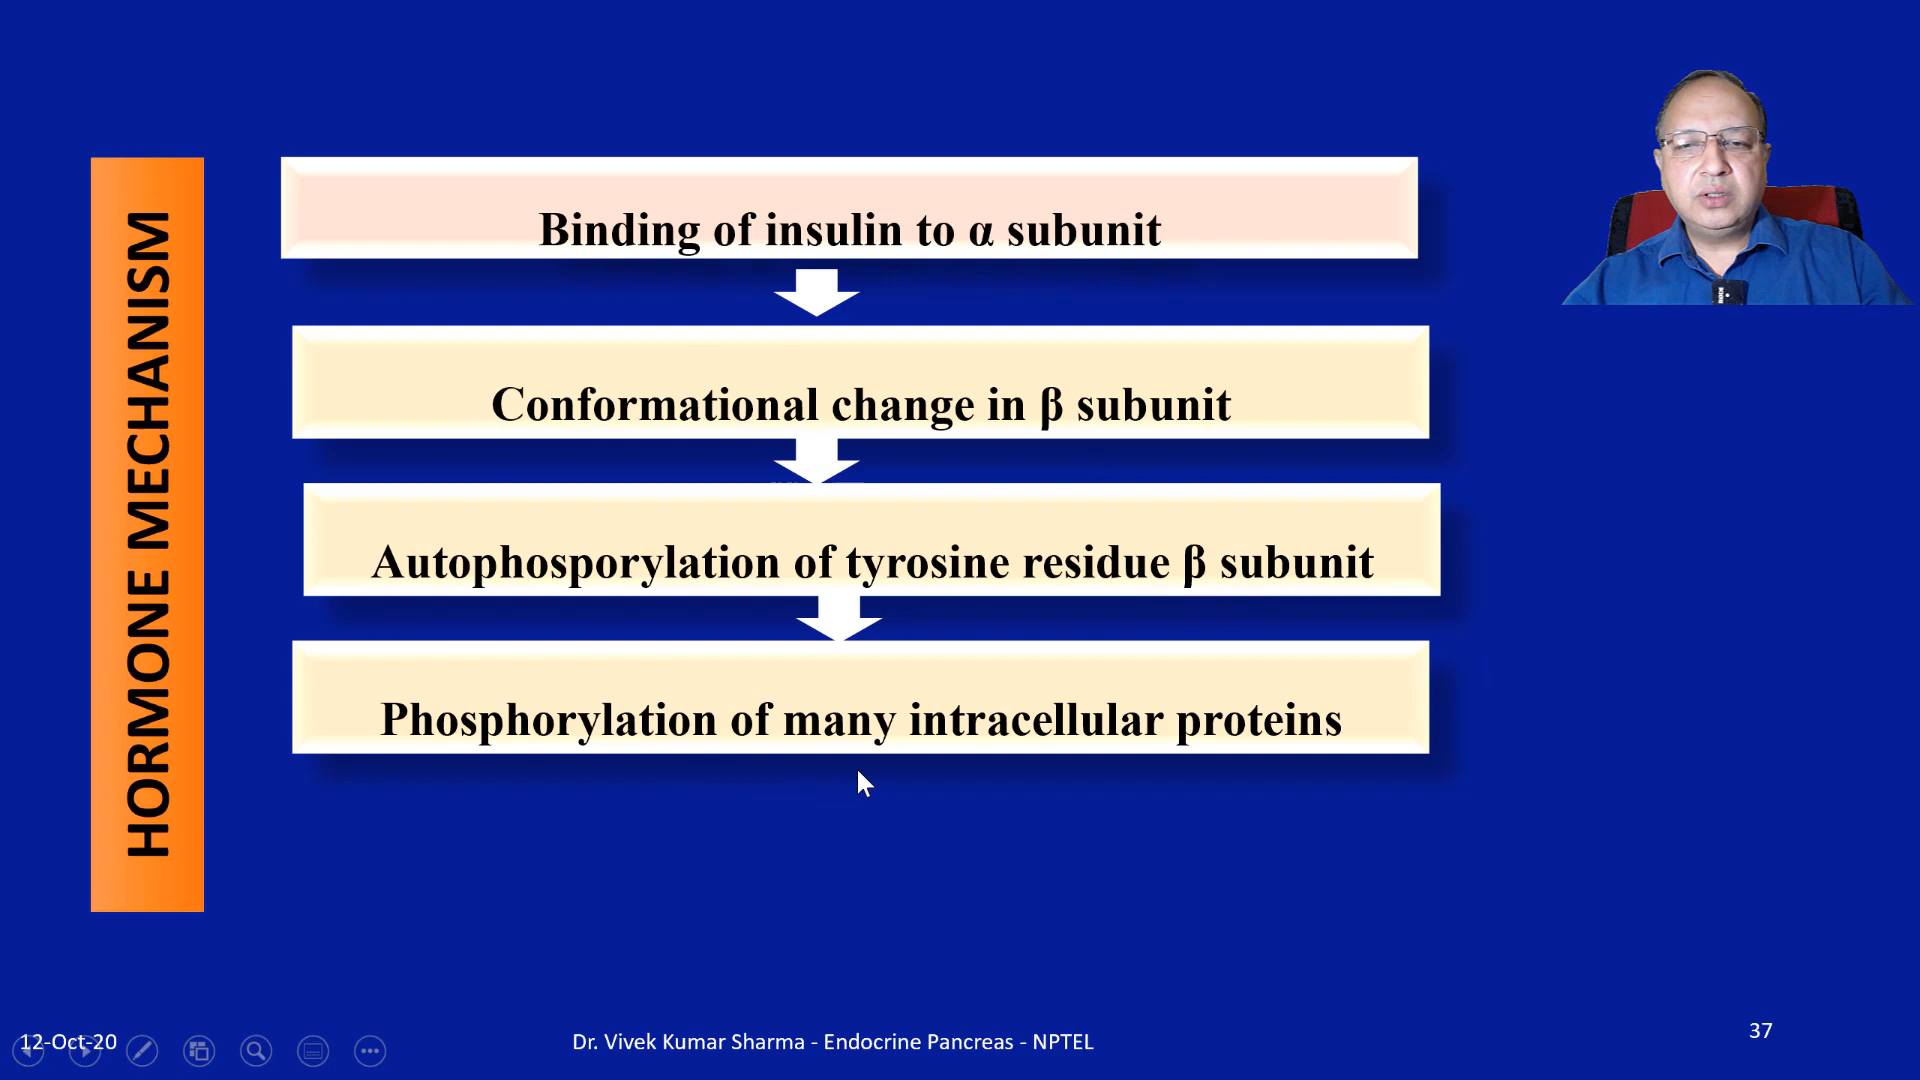 HORMONE MECHANISM
Binding of insulin to α subunit
Conformational change in β subunit
Autophosporylation of tyrosine residue β subunit
Phosphorylation of many intracellular proteins
12-Oct-20
Dr. Vivek Kumar Sharma - Endocrine Pancreas - NPTEL
37